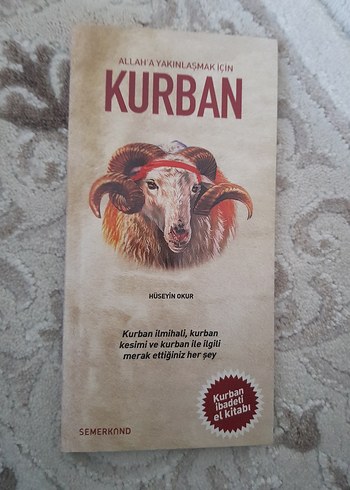 ALLAH'A YAKINLAŞMAK İÇİN
KURBAN
HÜSEYİN OKUR
Kurban ilmihali, kurban
kesimi ve kurban ile ilgili
merak ettiğiniz her şey
Kurban
ibadeti
el kitabı
SEMERKAND